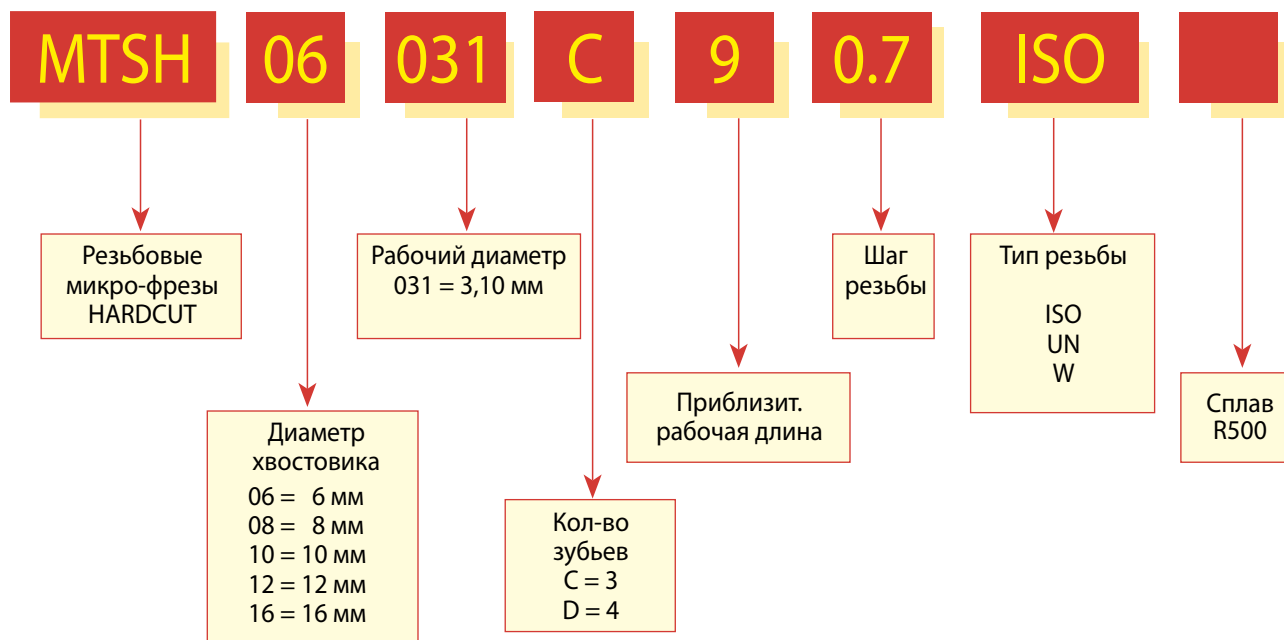 MTSH 06 031 C 9 0.7 ISO
Резьбовые
микро-фрезы
HARDCUT
Диаметр
хвостовика
06 = 6 мм
08 = 8 мм
10 = 10 мм
12 = 12 мм
16 = 16 мм
Рабочий диаметр
031 = 3,10 мм
Кол-во
зубьев
C = 3
D = 4
Приблизит.
рабочая длина
Шаг
резьбы
Тип резьбы
ISO
UN
W
Сплав
R500